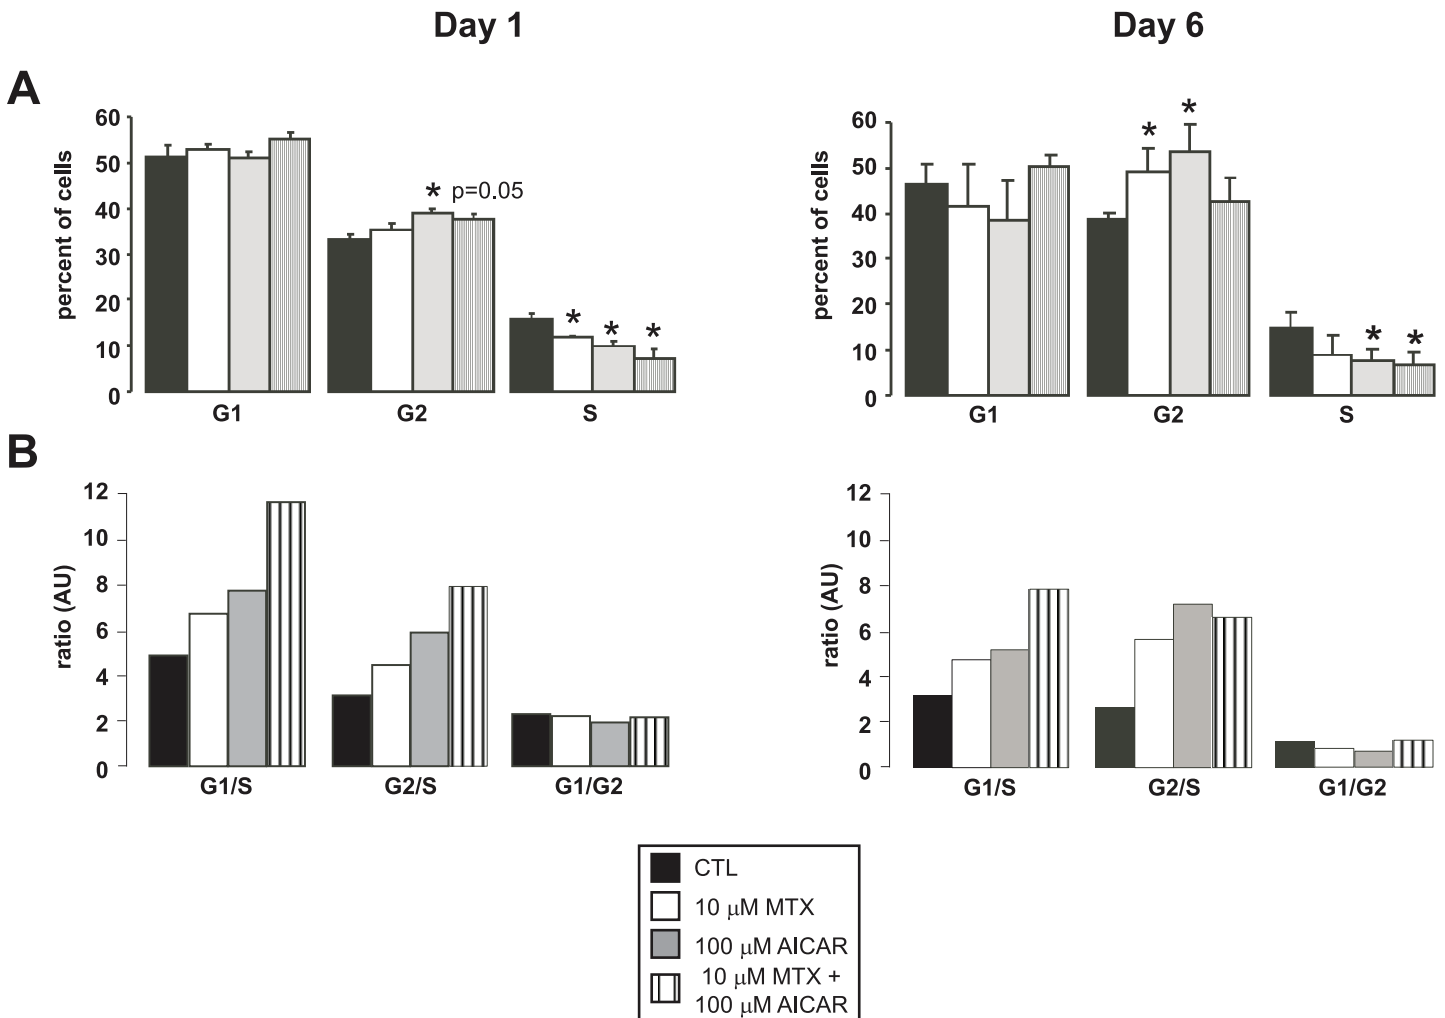 Day 1
Day 6
A
percent of cells
60
50
40
30
20
10
0
* p=0.05
* * *
G1 G2 S
percent of cells
60
50
40
30
20
10
0
* *
* *
G1 G2 S
B
ratio (AU)
12
10
8
6
4
2
0
G1/S G2/S G1/G2
ratio (AU)
12
10
8
6
4
2
0
G1/S G2/S G1/G2
CTL
10 μM MTX
100 μM AICAR
10 μM MTX +
100 μM AICAR